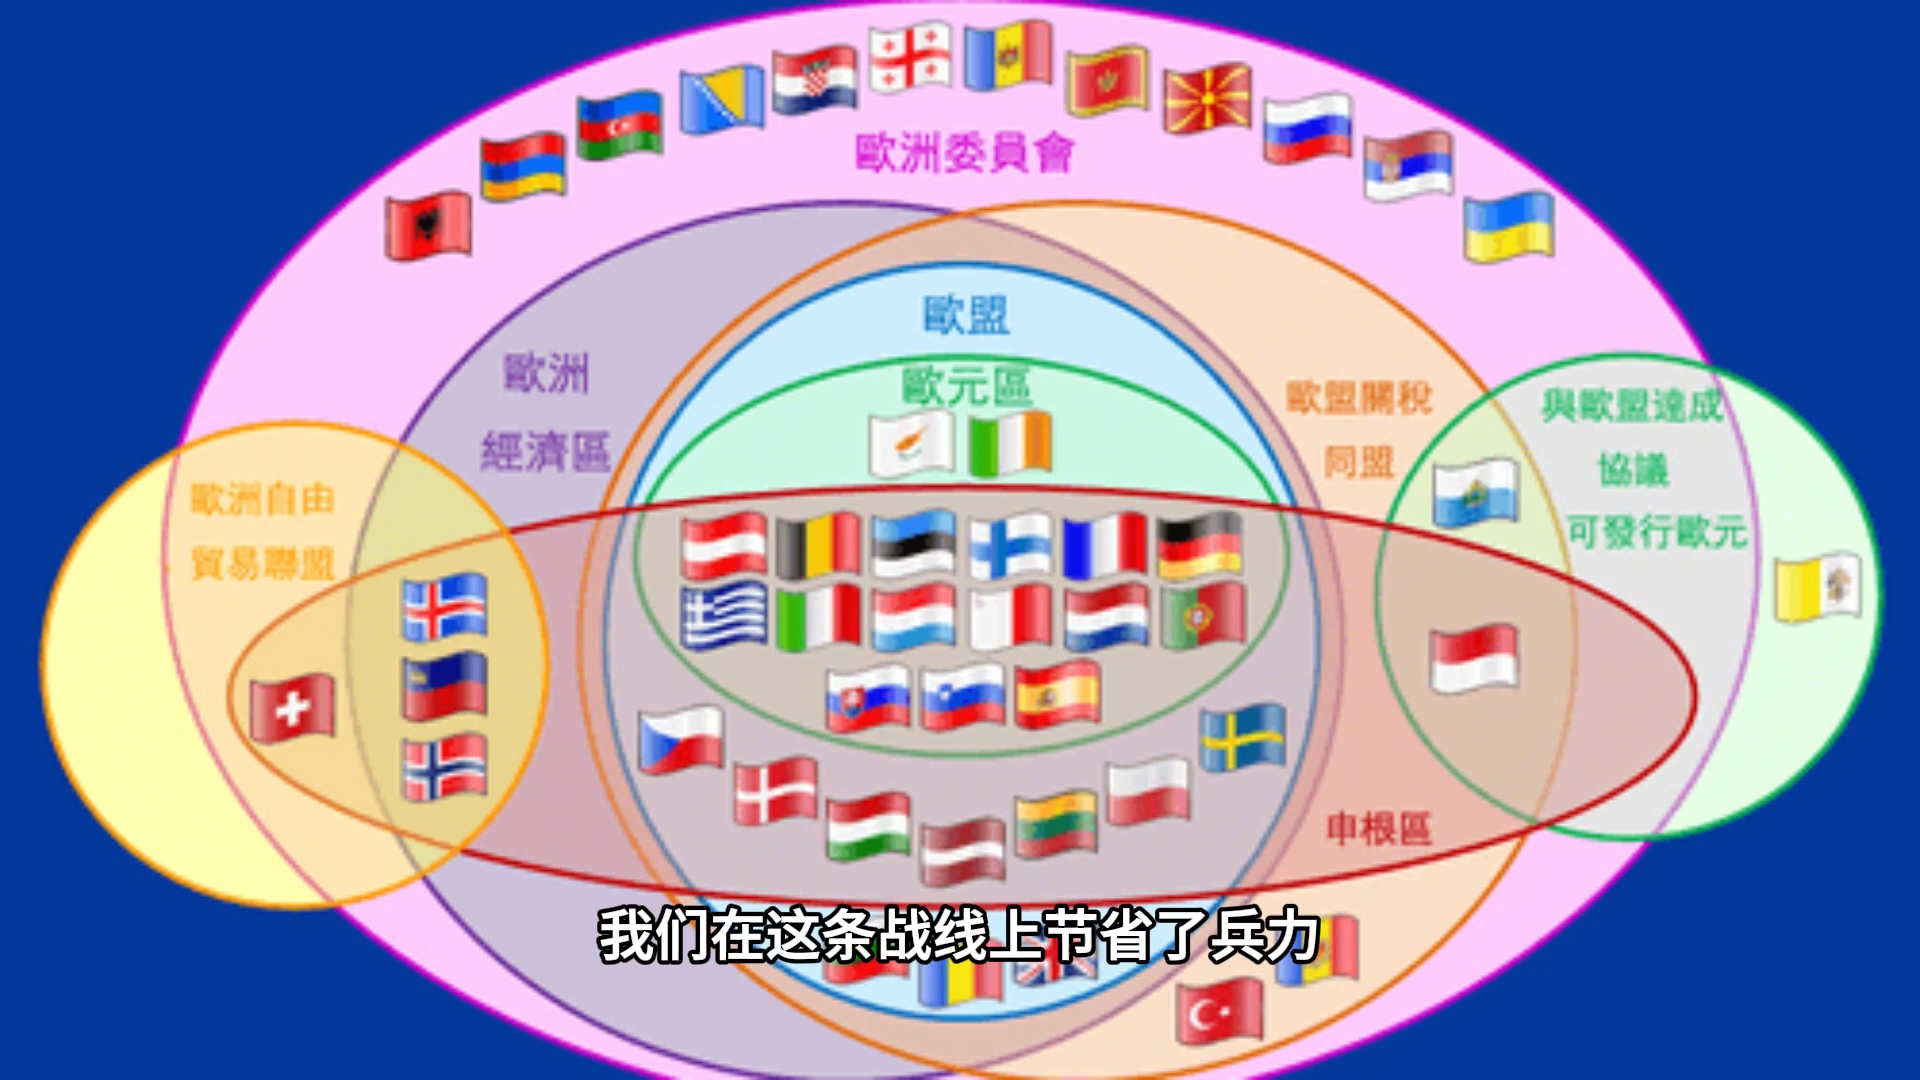 歐洲委員會
歐盟
歐元區
歐洲
經濟區
歐盟關稅
同盟
與歐盟達成
協議
可發行歐元
歐洲自由
貿易聯盟
申根區
我们在这条战线上节省了兵力